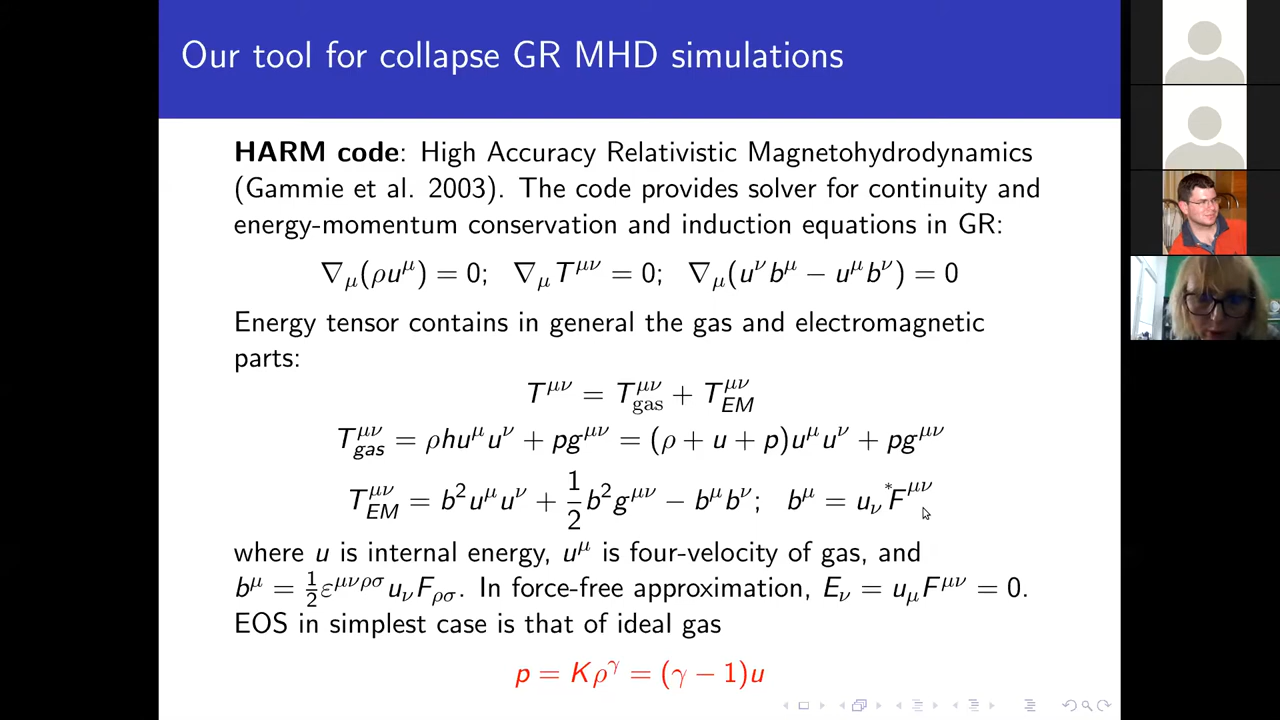 Our tool for collapse GR MHD simulations
HARM code: High Accuracy Relativistic Magnetohydrodynamics
(Gammie et al. 2003). The code provides solver for continuity and
energy-momentum conservation and induction equations in GR:
∇_μ(ρu^μ) = 0; ∇_μ T^{μν} = 0; ∇_μ(u^ν b^μ − u^μ b^ν) = 0
Energy tensor contains in general the gas and electromagnetic
parts:
T^{μν} = T^{μν}_{gas} + T^{μν}_{EM}
T^{μν}_{gas} = ρhu^μ u^ν + pg^{μν} = (ρ + u + p)u^μ u^ν + pg^{μν}
T^{μν}_{EM} = b^2 u^μ u^ν + \frac{1}{2} b^2 g^{μν} − b^μ b^ν; b^μ = u_ν ^*F^{μν}
where u is internal energy, u^μ is four-velocity of gas, and
b^μ = \frac{1}{2} ε^{μνρσ} u_ν F_{ρσ}. In force-free approximation, E_ν = u_μ F^{μν} = 0.
EOS in simplest case is that of ideal gas
p = Kρ^γ = (γ − 1)u